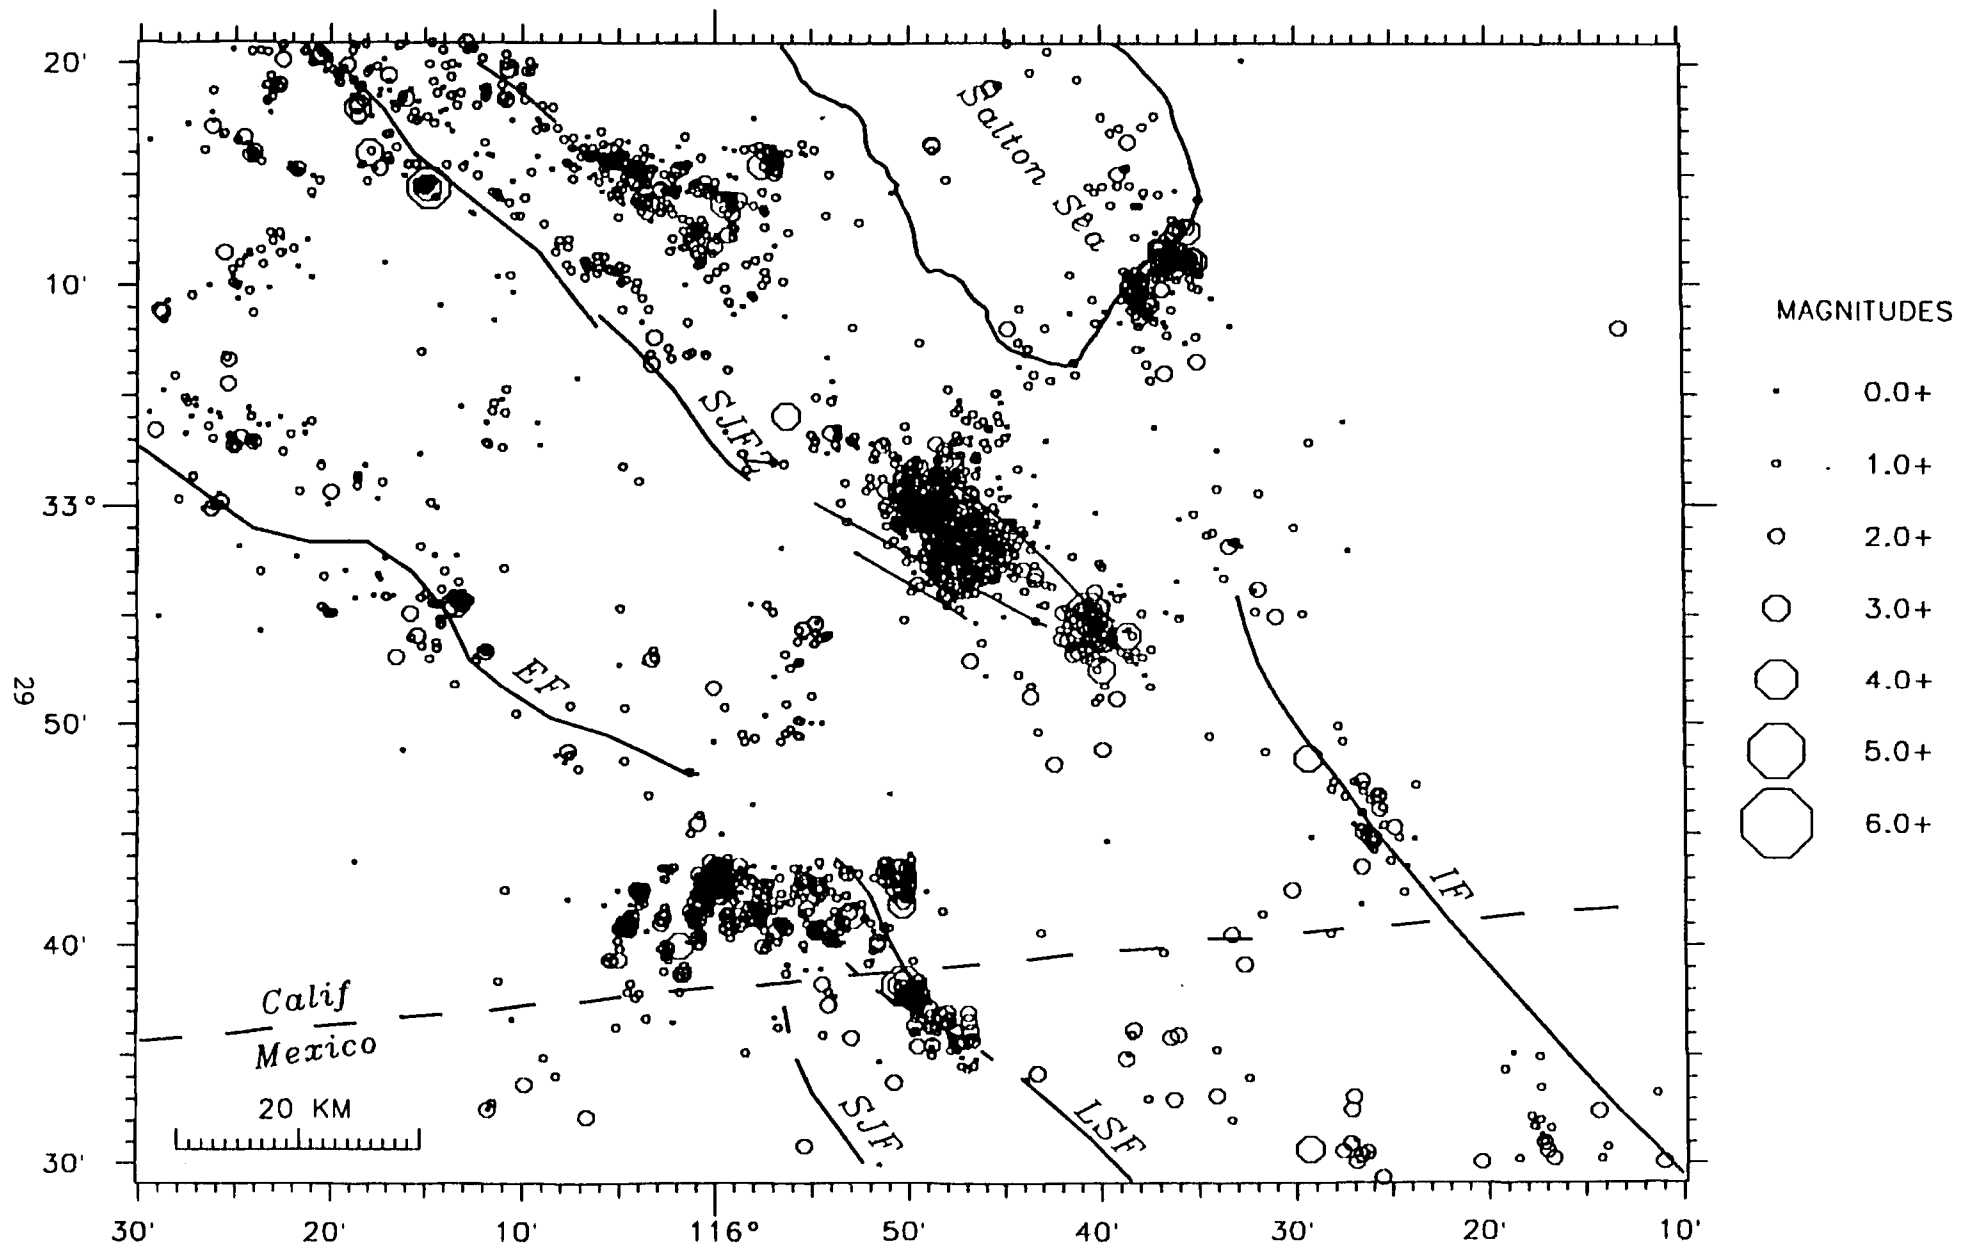 20'
10'
33°
50'
40'
30'
29
30'
20'
10'
116°
50'
40'
30'
20'
10'
Salton Sea
SJFZ
EF
IF
Calif
Mexico
20 KM
SJF
LSF
MAGNITUDES
0.0+
1.0+
2.0+
3.0+
4.0+
5.0+
6.0+